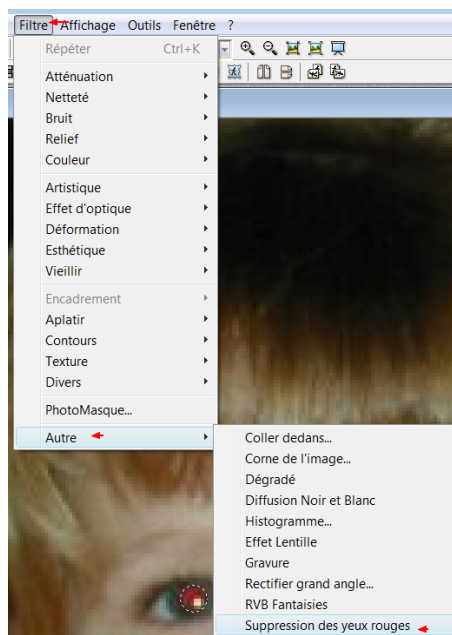 Filtre Affichage Outils Fenêtre ?
Répéter Ctrl+K
Atténuation
Netteté
Bruit
Relief
Couleur
Artistique
Effet d'optique
Déformation
Esthétique
Vieillir
Encadrement
Aplatir
Contours
Texture
Divers
PhotoMasque...
Autre
Coller dedans...
Corne de l'image...
Dégradé
Diffusion Noir et Blanc
Histogramme...
Effet Lentille
Gravure
Rectifier grand angle...
RVB Fantaisies
Suppression des yeux rouges